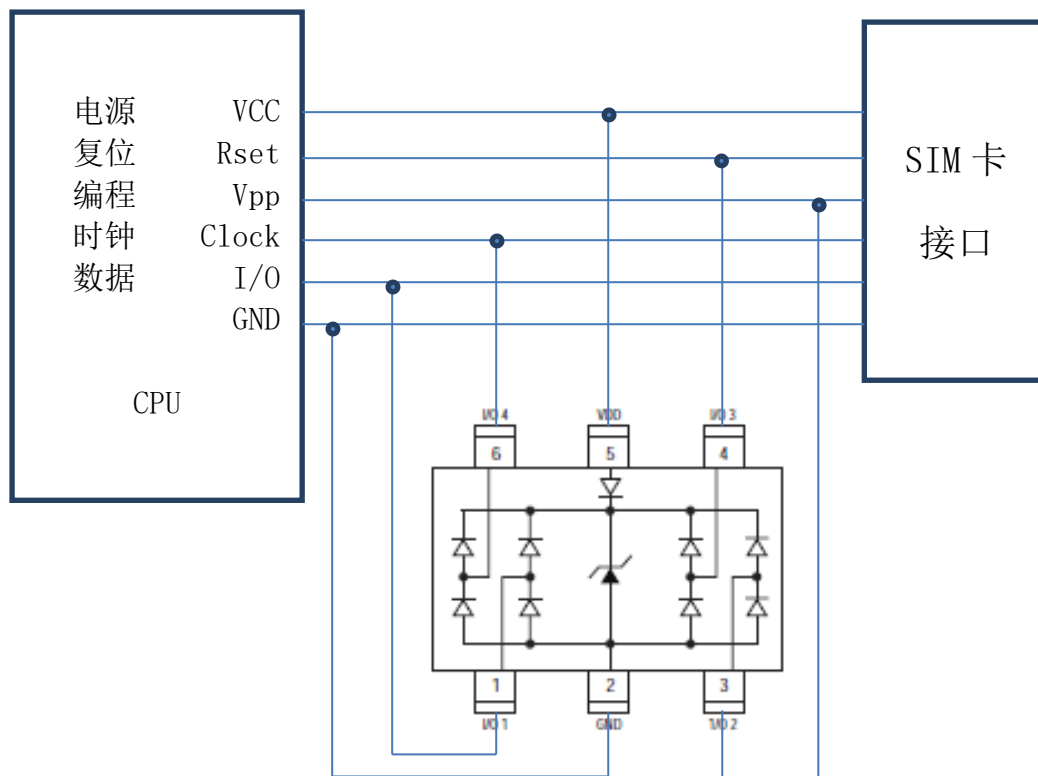 电源 VCC
复位 Rset
编程 Vpp
时钟 Clock
数据 I/O
GND
CPU
SIM 卡
接口
I/O 4
VDD
I/O 3
6
5
4
1
2
3
I/O 1
GND
I/O 2